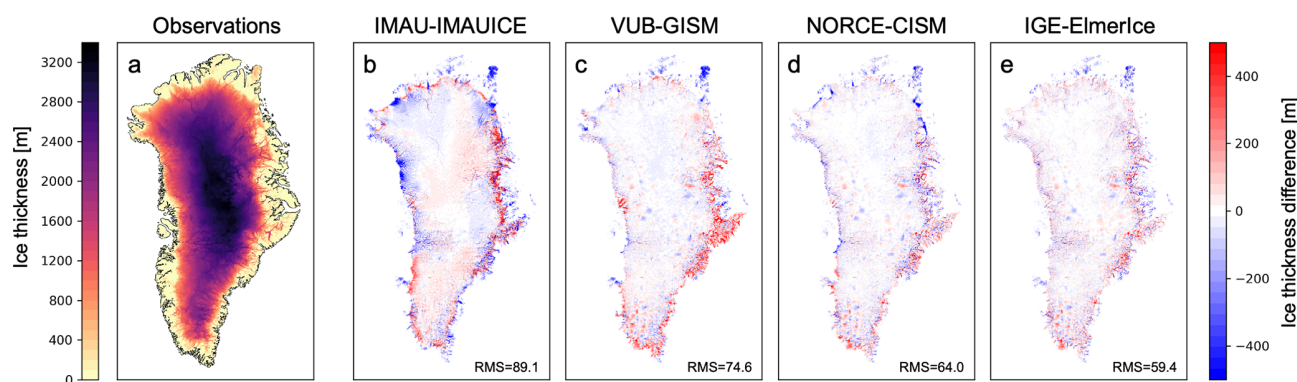 Observations
IMAU-IMAUICE
VUB-GISM
NORCE-CISM
IGE-ElmerIce
a
b
c
d
e
Ice thickness [m]
3200
2800
2400
2000
1600
1200
800
400
0
RMS=89.1
RMS=74.6
RMS=64.0
RMS=59.4
400
200
0
−200
−400
Ice thickness difference [m]